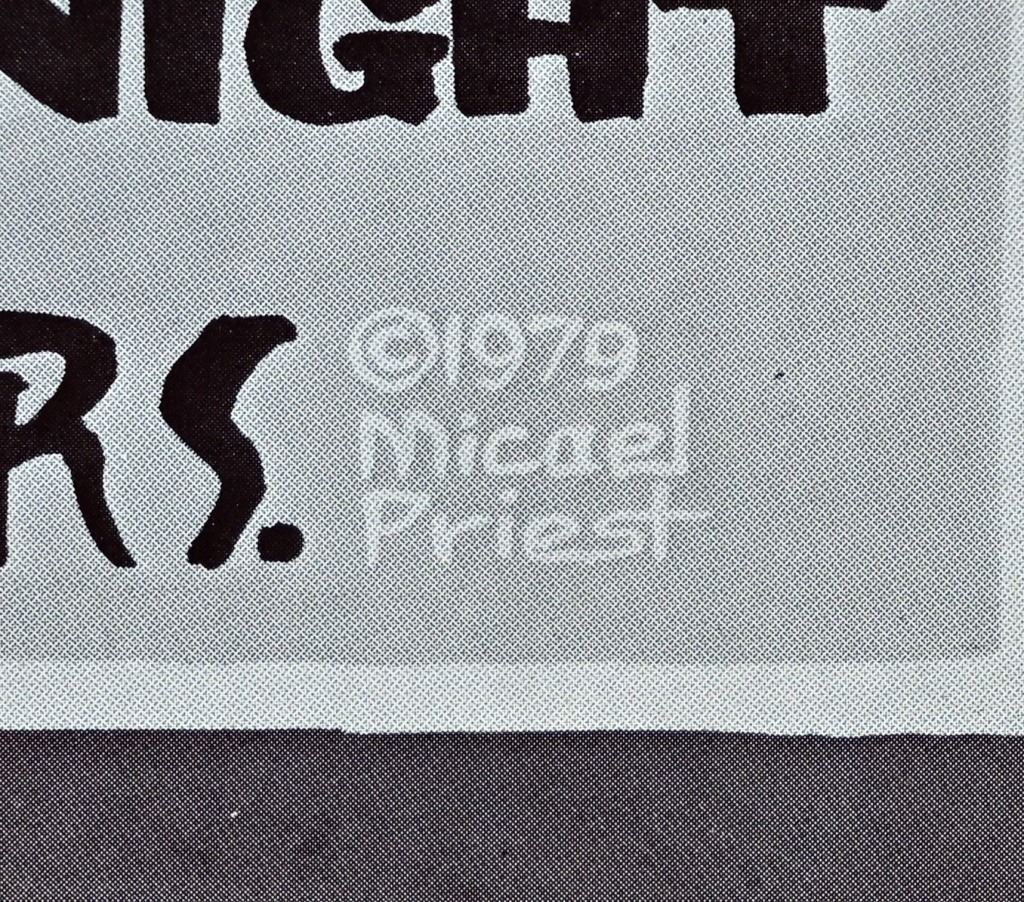 NIGHT
RS.
©1979
Micael
Priest